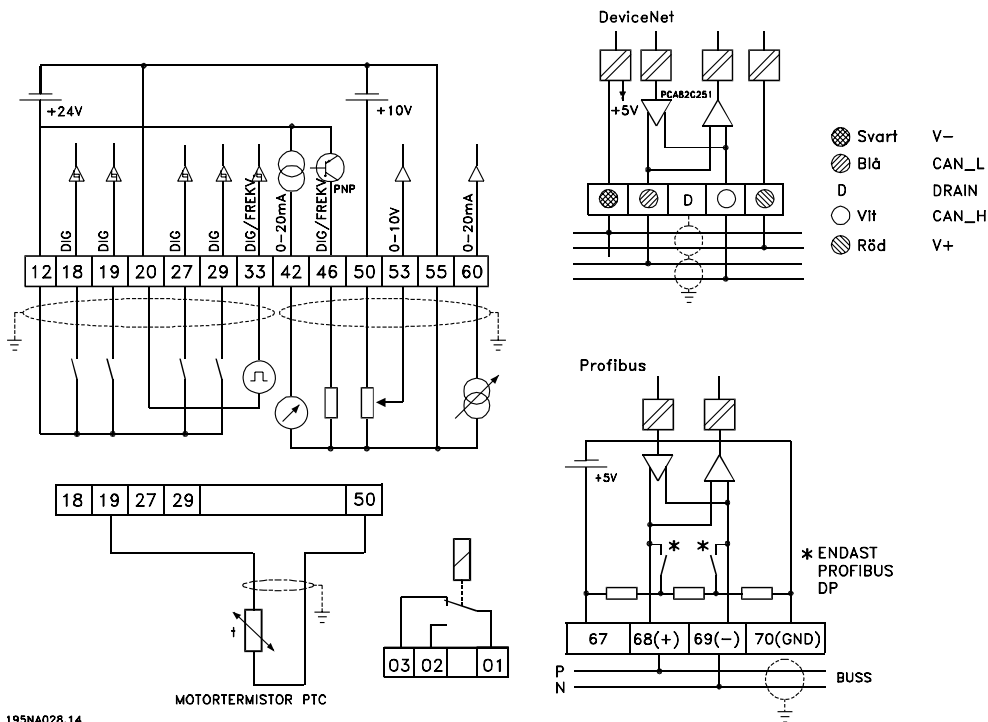 DeviceNet
+24V
+10V
+5V
PCA82C251
PNP
DIG
DIG
DIG
DIG
DIG/FREKV.
0-20mA
DIG/FREKV.
0-10V
0-20mA
12 18 19 20 27 29 33 42 46 50 53 55 60
D
Svart V-
Blå CAN_L
D DRAIN
Vit CAN_H
Röd V+
Profibus
+5V
* *
* ENDAST
PROFIBUS
DP
67 68(+) 69(-) 70(GND)
P
N
BUSS
18 19 27 29 50
t
MOTORTERMISTOR PTC
03 02 01
195NA028.14